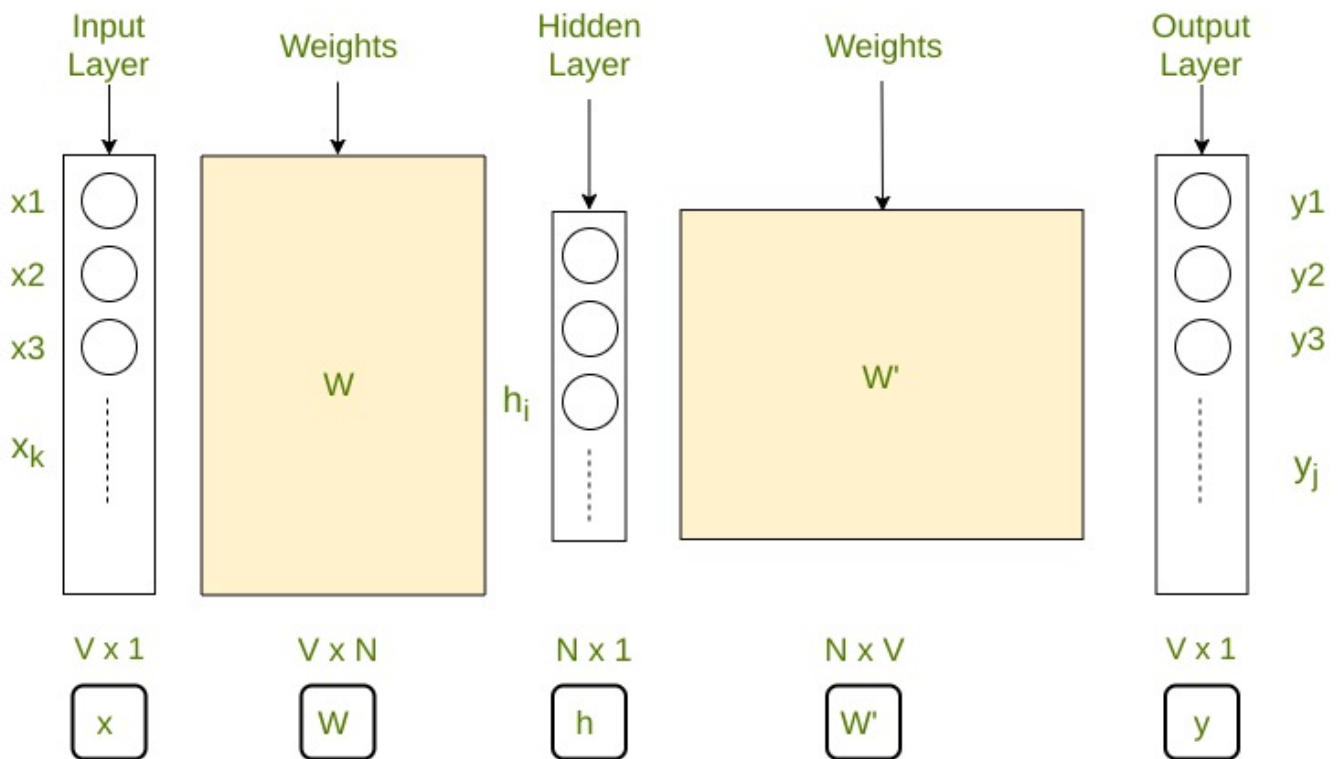 Input
Layer
Weights
Hidden
Layer
Weights
Output
Layer
x1
x2
x3
xk
W
hi
W'
y1
y2
y3
yj
V x 1
V x N
N x 1
N x V
V x 1
x
W
h
W'
y